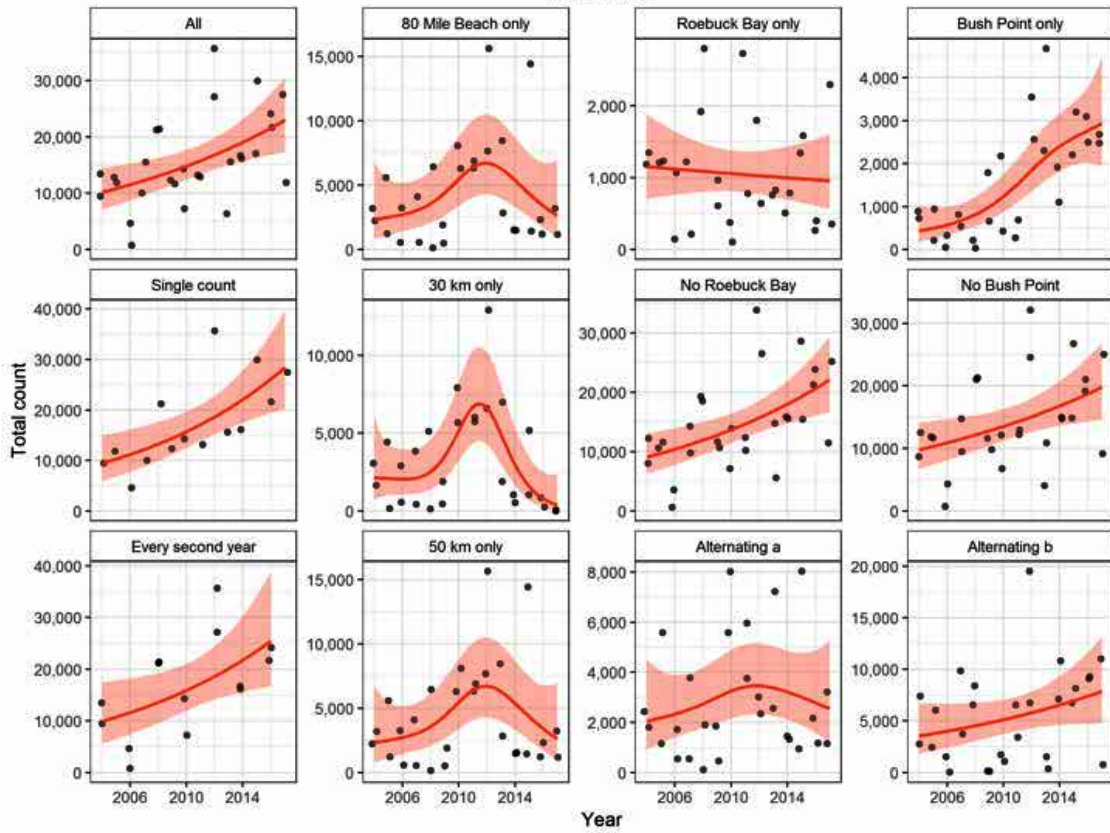 All
80 Mile Beach only
Roebuck Bay only
Bush Point only
30,000
20,000
10,000
0
15,000
10,000
5,000
0
2,000
1,000
0
4,000
3,000
2,000
1,000
0
Single count
30 km only
No Roebuck Bay
No Bush Point
40,000
30,000
20,000
10,000
0
10,000
5,000
0
30,000
20,000
10,000
0
30,000
20,000
10,000
0
Total count
Every second year
50 km only
Alternating a
Alternating b
40,000
30,000
20,000
10,000
0
15,000
10,000
5,000
0
8,000
6,000
4,000
2,000
0
20,000
15,000
10,000
5,000
0
2006 2010 2014
2006 2010 2014
2006 2010 2014
2006 2010 2014
Year